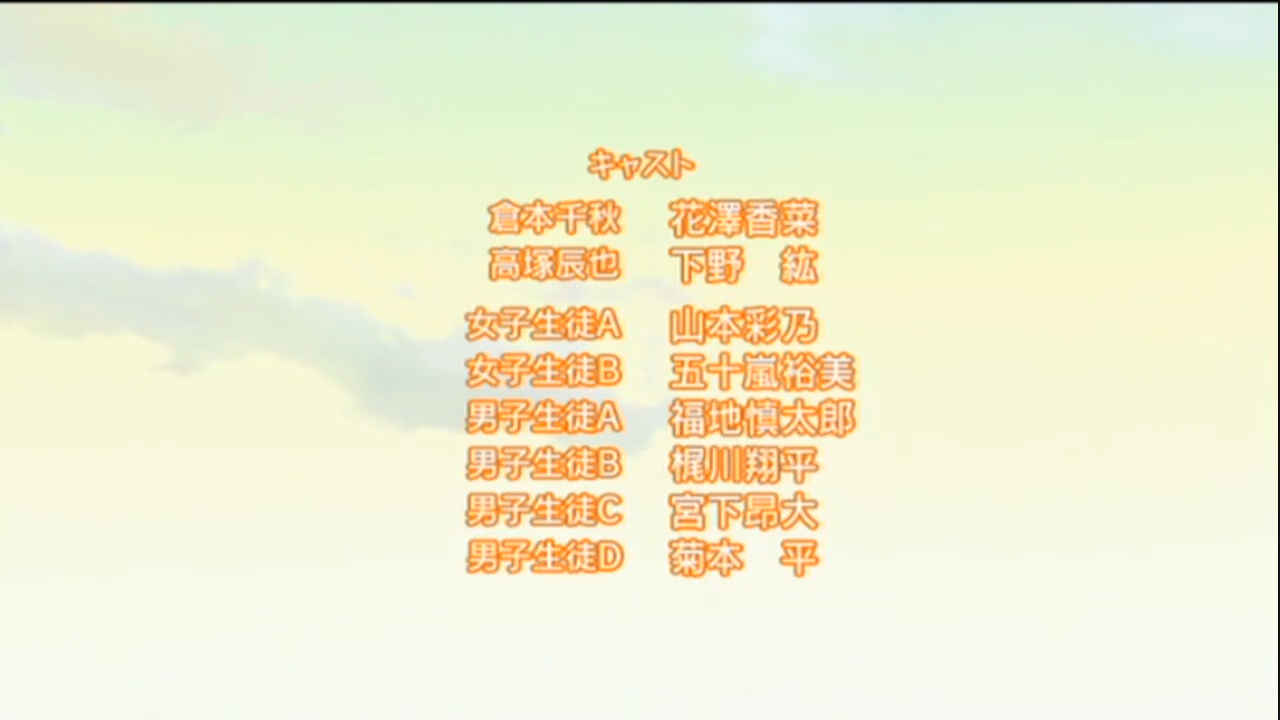 キャスト
倉本千秋　花澤香菜
高塚辰也　下野　紘
女子生徒A　山本彩乃
女子生徒B　五十嵐裕美
男子生徒A　福地慎太郎
男子生徒B　梶川翔平
男子生徒C　宮下昂大
男子生徒D　菊本　平